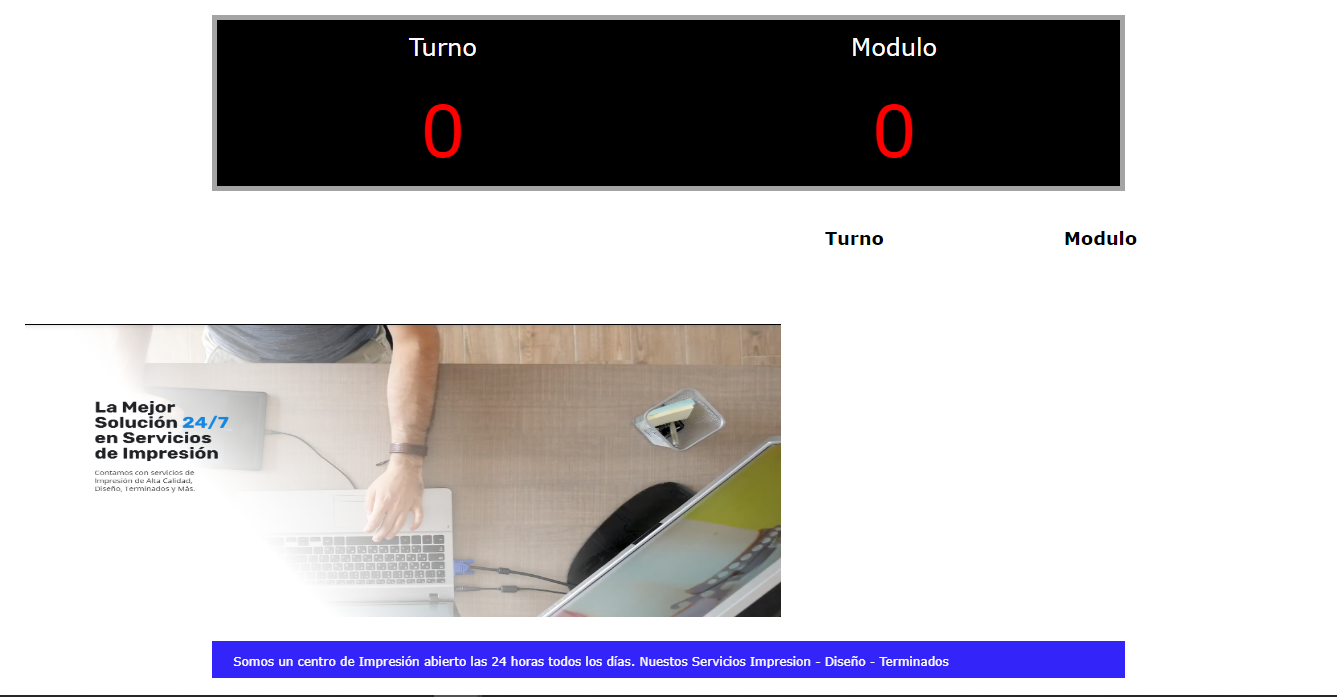 Turno Modulo
0 0
Turno Modulo
La Mejor
Solución 24/7
en Servicios
de Impresión
Contamos con servicios de
Impresión de Alta Calidad,
Diseño, Terminados y Más.
Somos un centro de Impresión abierto las 24 horas todos los días. Nuestos Servicios Impresion - Diseño - Terminados